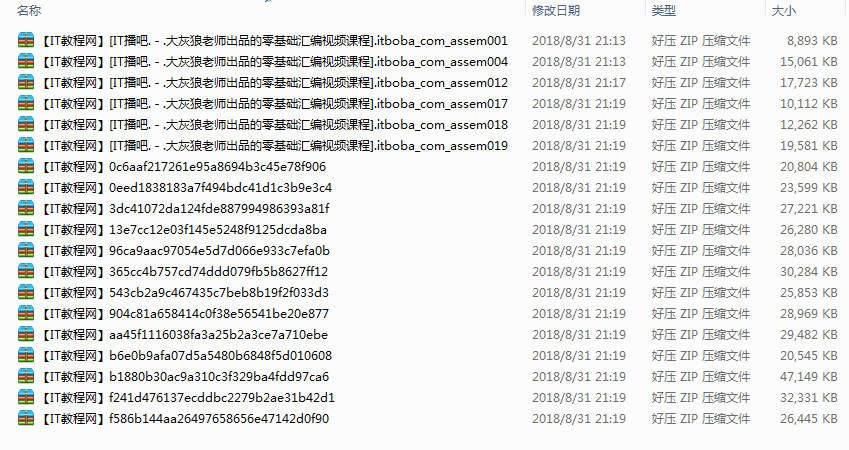 名称 修改日期 类型 大小
【IT教程网】[IT播吧. - .大灰狼老师出品的零基础汇编视频课程].itboba_com_assem001 2018/8/31 21:13 好压 ZIP 压缩文件 8,893 KB
【IT教程网】[IT播吧. - .大灰狼老师出品的零基础汇编视频课程].itboba_com_assem004 2018/8/31 21:13 好压 ZIP 压缩文件 15,061 KB
【IT教程网】[IT播吧. - .大灰狼老师出品的零基础汇编视频课程].itboba_com_assem012 2018/8/31 21:17 好压 ZIP 压缩文件 17,723 KB
【IT教程网】[IT播吧. - .大灰狼老师出品的零基础汇编视频课程].itboba_com_assem017 2018/8/31 21:19 好压 ZIP 压缩文件 10,112 KB
【IT教程网】[IT播吧. - .大灰狼老师出品的零基础汇编视频课程].itboba_com_assem018 2018/8/31 21:19 好压 ZIP 压缩文件 12,262 KB
【IT教程网】[IT播吧. - .大灰狼老师出品的零基础汇编视频课程].itboba_com_assem019 2018/8/31 21:19 好压 ZIP 压缩文件 19,581 KB
【IT教程网】0c6aaf217261e95a8694b3c45e78f906 2018/8/31 21:19 好压 ZIP 压缩文件 20,804 KB
【IT教程网】0eed1838183a7f494bdc41d1c3b9e3c4 2018/8/31 21:19 好压 ZIP 压缩文件 23,599 KB
【IT教程网】3dc41072da124fde887994986393a81f 2018/8/31 21:19 好压 ZIP 压缩文件 27,221 KB
【IT教程网】13e7cc12e03f145e5248f9125dcda8ba 2018/8/31 21:19 好压 ZIP 压缩文件 26,280 KB
【IT教程网】96ca9aac97054e5d7d066e933c7efa0b 2018/8/31 21:19 好压 ZIP 压缩文件 28,036 KB
【IT教程网】365cc4b757cd74ddd079fb5b8627ff12 2018/8/31 21:19 好压 ZIP 压缩文件 30,284 KB
【IT教程网】543cb2a9c467435c7beb8b19f2f033d3 2018/8/31 21:19 好压 ZIP 压缩文件 25,853 KB
【IT教程网】904c81a658414c0f38e56541be20e877 2018/8/31 21:19 好压 ZIP 压缩文件 28,969 KB
【IT教程网】aa45f1116038fa3a25b2a3ce7a710ebe 2018/8/31 21:19 好压 ZIP 压缩文件 29,482 KB
【IT教程网】b6e0b9afa07d5a5480b6848f5d010608 2018/8/31 21:19 好压 ZIP 压缩文件 20,545 KB
【IT教程网】b1880b30ac9a310c3f329ba4fdd97ca6 2018/8/31 21:19 好压 ZIP 压缩文件 47,149 KB
【IT教程网】f241d476137ecddbc2279b2ae31b42d1 2018/8/31 21:19 好压 ZIP 压缩文件 32,331 KB
【IT教程网】f586b144aa26497658656e47142d0f90 2018/8/31 21:19 好压 ZIP 压缩文件 26,445 KB